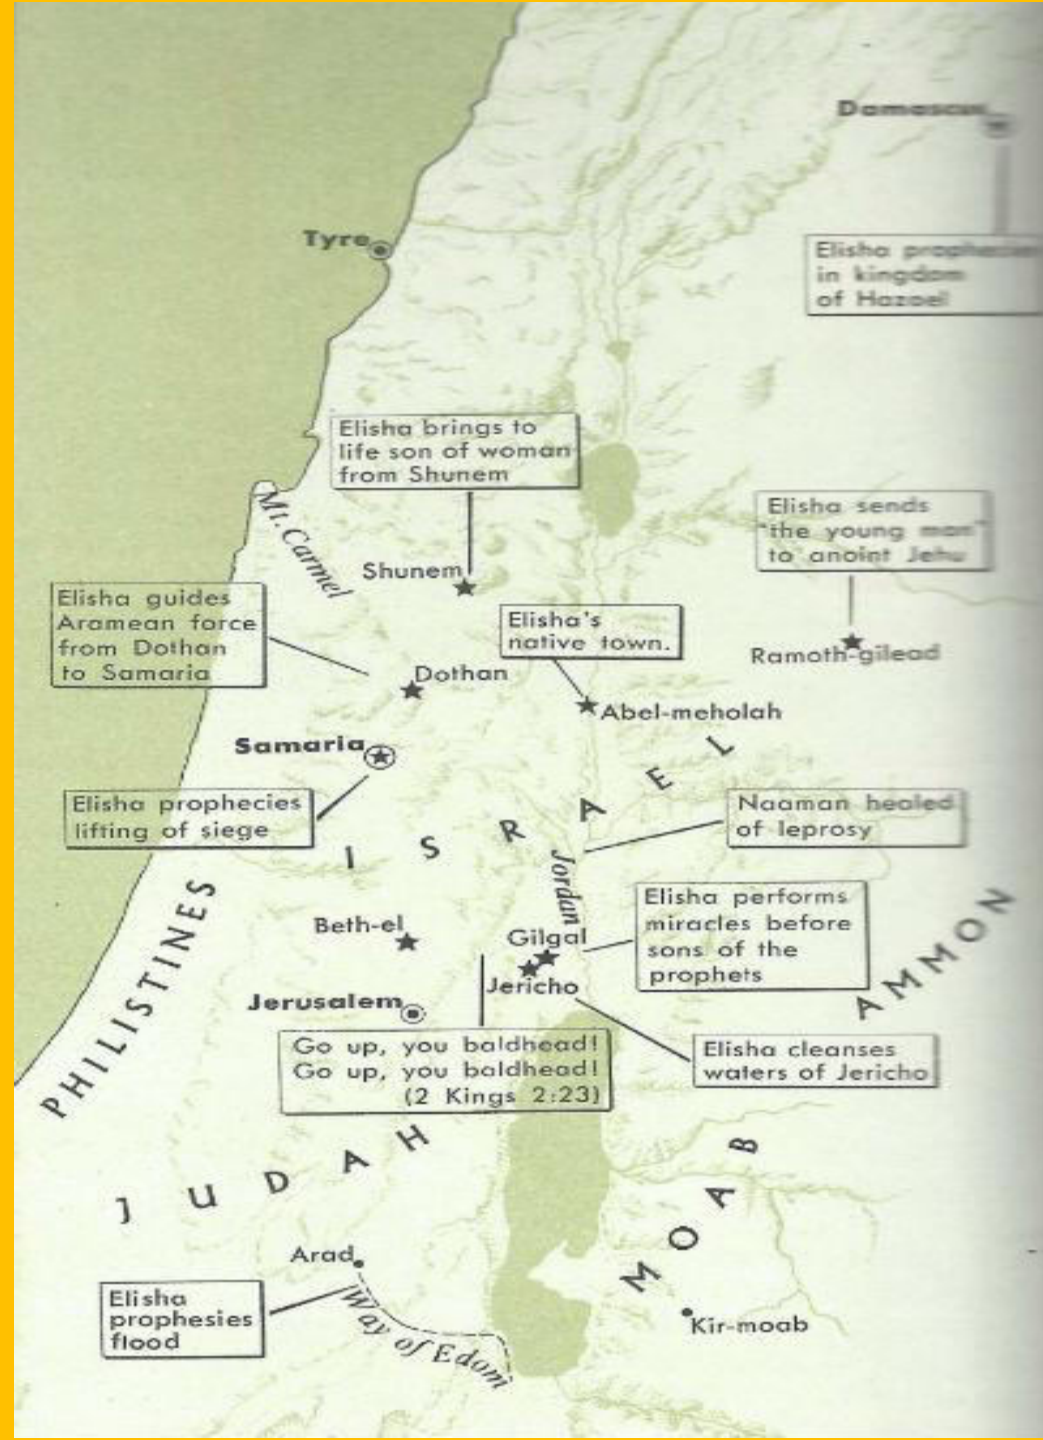 Damascus
Tyre
Elisha prophecies
in kingdom
of Hazael
Elisha brings to
life son of woman
from Shunem
Mt. Carmel
Elisha sends
"the young man"
to anoint Jehu
Shunem
Elisha guides
Aramean force
from Dothan
to Samaria
Elisha's
native town.
Ramoth-gilead
Dothan
Abel-meholah
Samaria
Elisha prophecies
lifting of siege
ISRAEL
Naaman healed
of leprosy
Jordan
PHILISTINES
Beth-el
Gilgal
Elisha performs
miracles before
sons of the
prophets
AMMON
Jericho
Jerusalem
Go up, you baldhead!
Go up, you baldhead!
(2 Kings 2:23)
Elisha cleanses
waters of Jericho
JUDAH
MOAB
Arad
Elisha
prophesies
flood
Way of Edom
Kir-moab